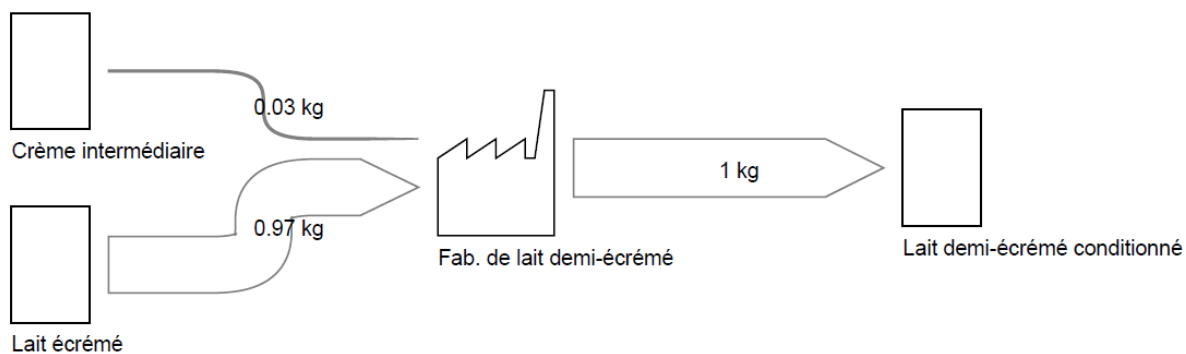 0.03 kg
Crème intermédiaire
1 kg
0.97 kg
Fab. de lait demi-écrémé
Lait demi-écrémé conditionné
Lait écrémé